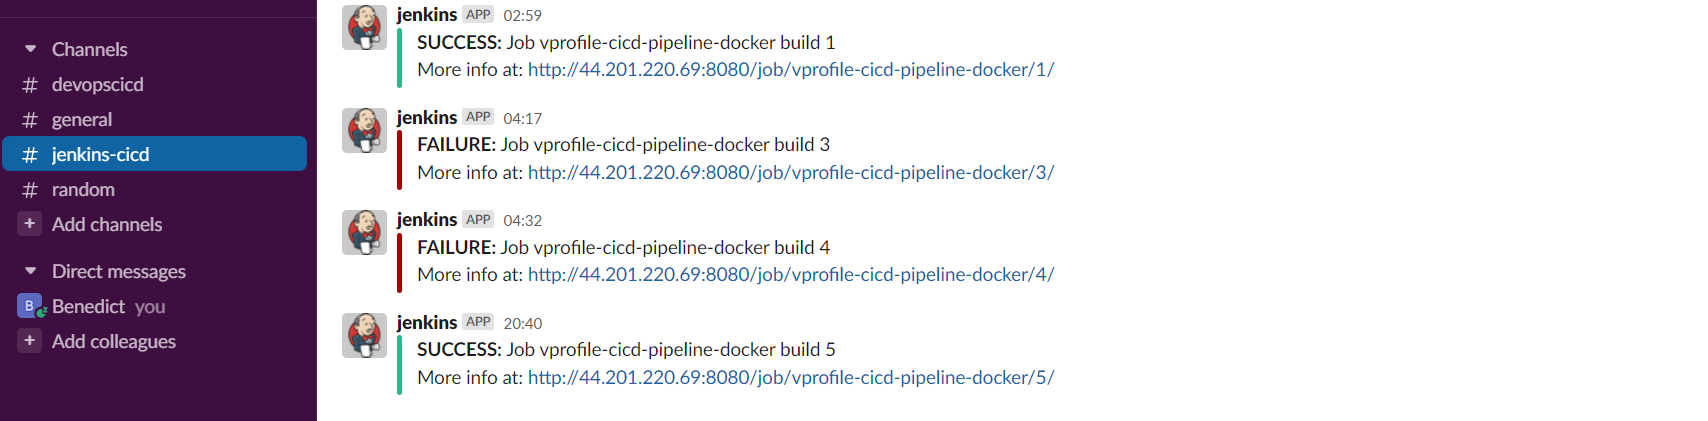 Channels
# devopscicd
# general
# jenkins-cicd
# random
+ Add channels
Direct messages
B Benedict you
+ Add colleagues
jenkins APP 02:59
SUCCESS: Job vprofile-cicd-pipeline-docker build 1
More info at: http://44.201.220.69:8080/job/vprofile-cicd-pipeline-docker/1/
jenkins APP 04:17
FAILURE: Job vprofile-cicd-pipeline-docker build 3
More info at: http://44.201.220.69:8080/job/vprofile-cicd-pipeline-docker/3/
jenkins APP 04:32
FAILURE: Job vprofile-cicd-pipeline-docker build 4
More info at: http://44.201.220.69:8080/job/vprofile-cicd-pipeline-docker/4/
jenkins APP 20:40
SUCCESS: Job vprofile-cicd-pipeline-docker build 5
More info at: http://44.201.220.69:8080/job/vprofile-cicd-pipeline-docker/5/